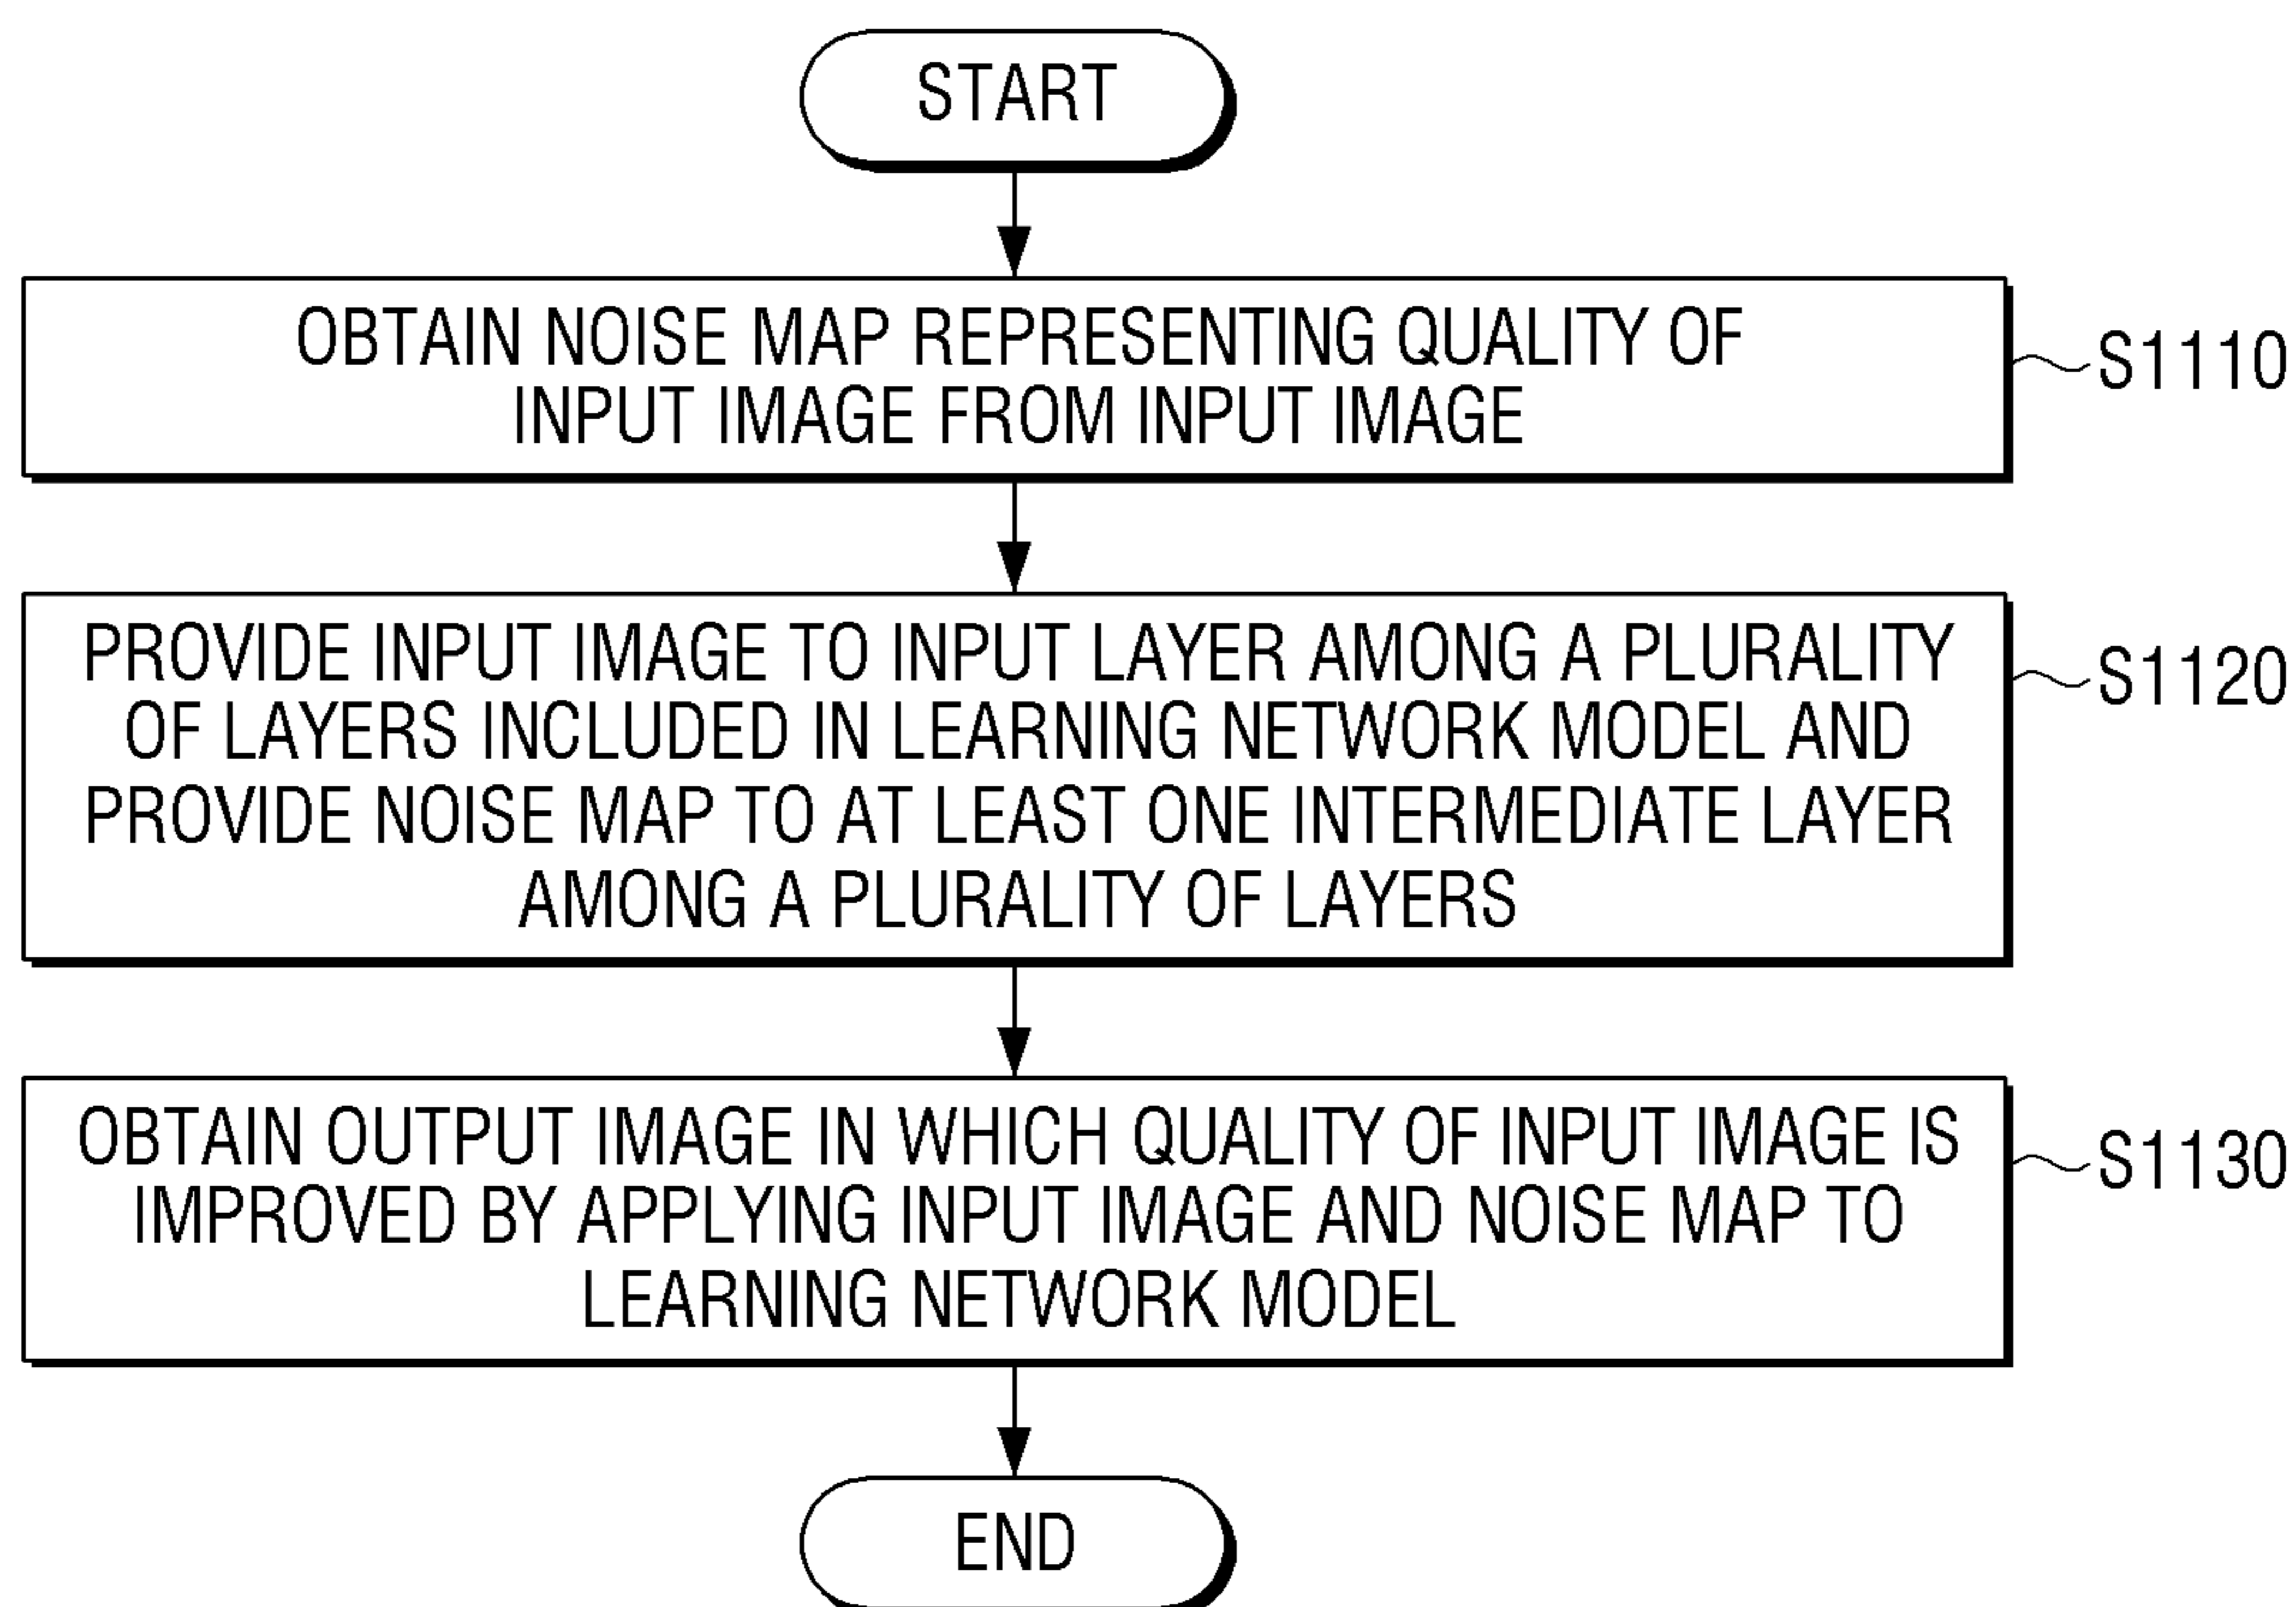 START
OBTAIN NOISE MAP REPRESENTING QUALITY OF
INPUT IMAGE FROM INPUT IMAGE
S1110
PROVIDE INPUT IMAGE TO INPUT LAYER AMONG A PLURALITY
OF LAYERS INCLUDED IN LEARNING NETWORK MODEL AND
PROVIDE NOISE MAP TO AT LEAST ONE INTERMEDIATE LAYER
AMONG A PLURALITY OF LAYERS
S1120
OBTAIN OUTPUT IMAGE IN WHICH QUALITY OF INPUT IMAGE IS
IMPROVED BY APPLYING INPUT IMAGE AND NOISE MAP TO
LEARNING NETWORK MODEL
S1130
END